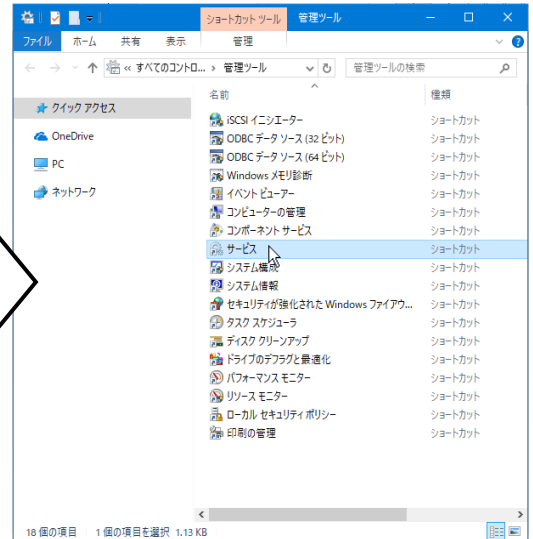 ショートカット ツール 管理ツール
ファイル ホーム 共有 表示 管理
« すべてのコントロ... › 管理ツール 管理ツールの検索
名前 種類
クイック アクセス
OneDrive
PC
ネットワーク
iSCSI イニシエーター ショートカット
ODBC データ ソース (32 ビット) ショートカット
ODBC データ ソース (64 ビット) ショートカット
Windows メモリ診断 ショートカット
イベント ビューアー ショートカット
コンピューターの管理 ショートカット
コンポーネント サービス ショートカット
サービス ショートカット
システム構成 ショートカット
システム情報 ショートカット
セキュリティが強化された Windows ファイアウ... ショートカット
タスク スケジューラ ショートカット
ディスク クリーンアップ ショートカット
ドライブのデフラグと最適化 ショートカット
パフォーマンス モニター ショートカット
リソース モニター ショートカット
ローカル セキュリティ ポリシー ショートカット
印刷の管理 ショートカット
18 個の項目 1 個の項目を選択 1.13 KB